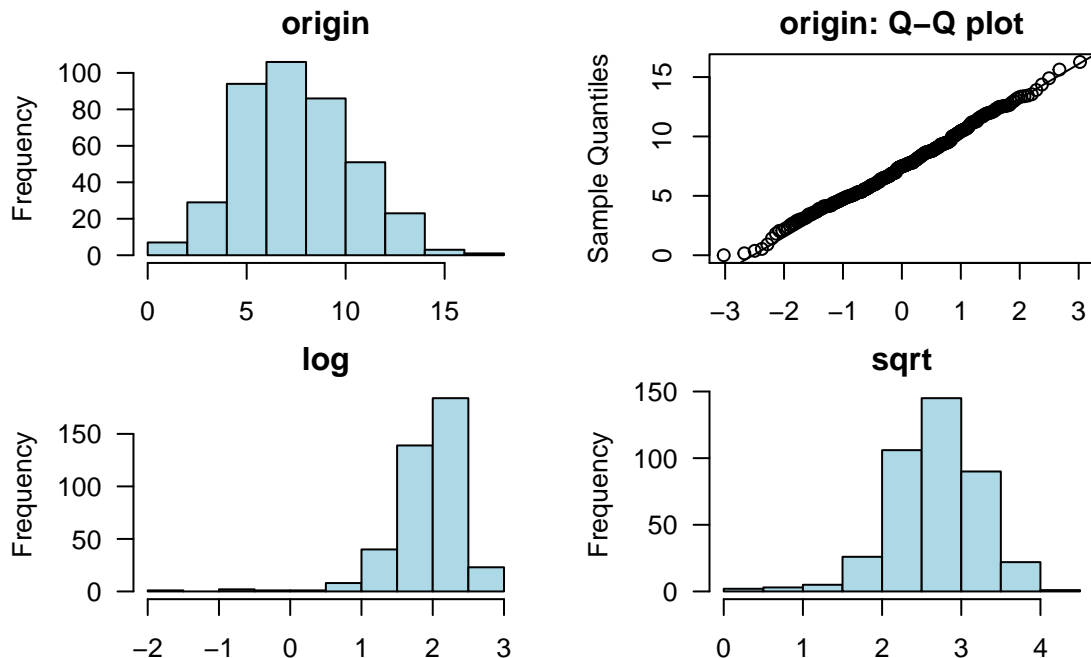 origin
Frequency
0 20 40 60 80 100
0 5 10 15
origin: Q−Q plot
Sample Quantiles
0 5 10 15
−3 −2 −1 0 1 2 3
log
Frequency
0 50 100 150
−2 −1 0 1 2 3
sqrt
Frequency
0 50 100 150
0 1 2 3 4